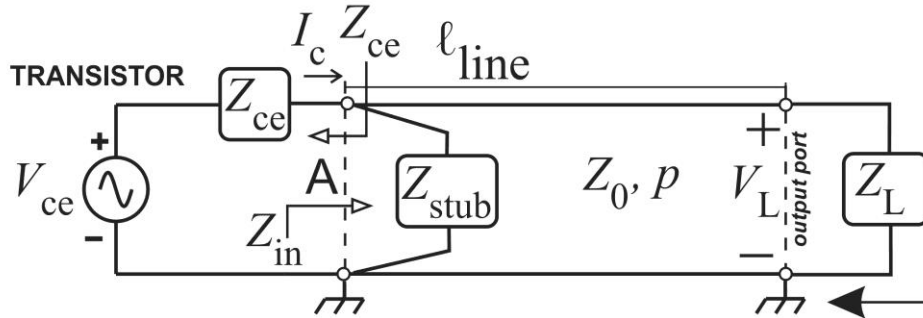 I_c Z_ce ℓ_line
TRANSISTOR
Z_ce
+
V_ce
-
A
Z_in
Z_stub
Z_0, p
+
V_L
−
output port
Z_L